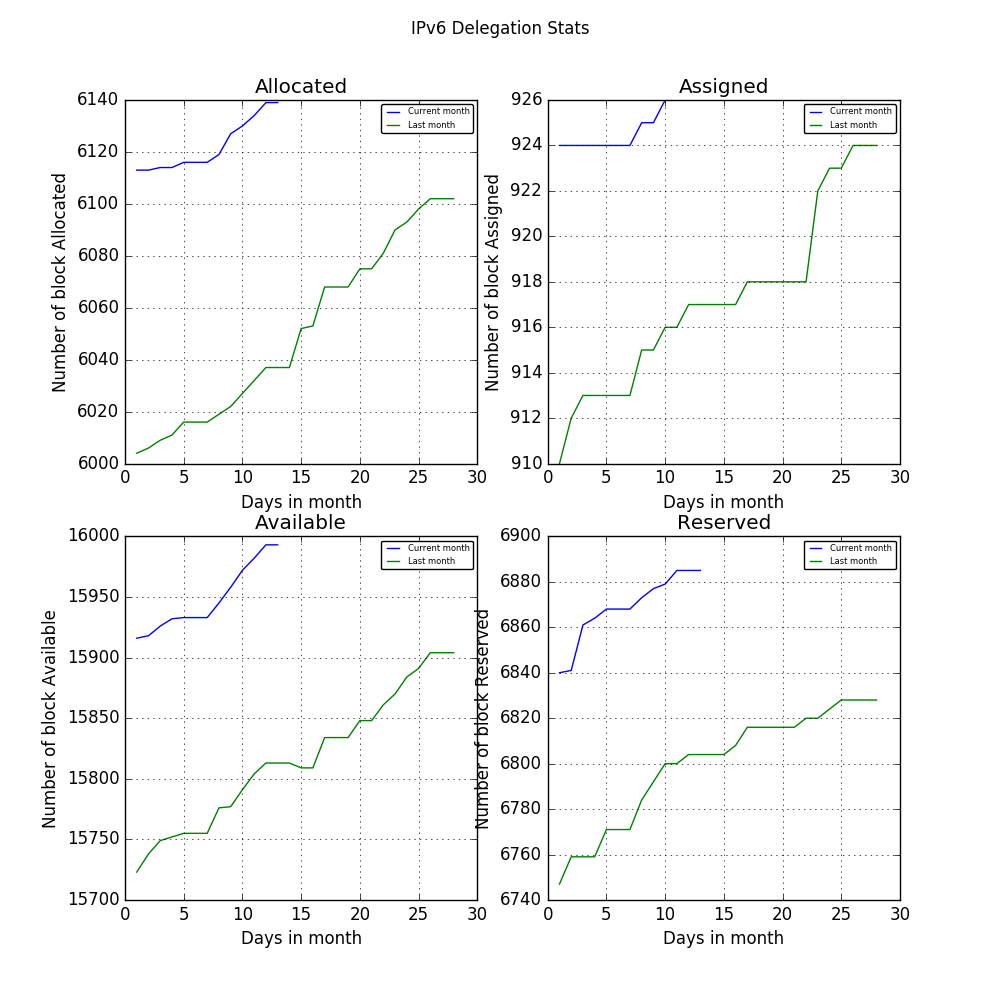 IPv6 Delegation Stats
Allocated
Number of block Allocated
6140
6120
6100
6080
6060
6040
6020
6000
Current month
Last month
0 5 10 15 20 25 30
Days in month
Assigned
Number of block Assigned
926
924
922
920
918
916
914
912
910
Current month
Last month
0 5 10 15 20 25 30
Days in month
Available
Number of block Available
16000
15950
15900
15850
15800
15750
15700
Current month
Last month
0 5 10 15 20 25 30
Days in month
Reserved
Number of block Reserved
6900
6880
6860
6840
6820
6800
6780
6760
6740
Current month
Last month
0 5 10 15 20 25 30
Days in month